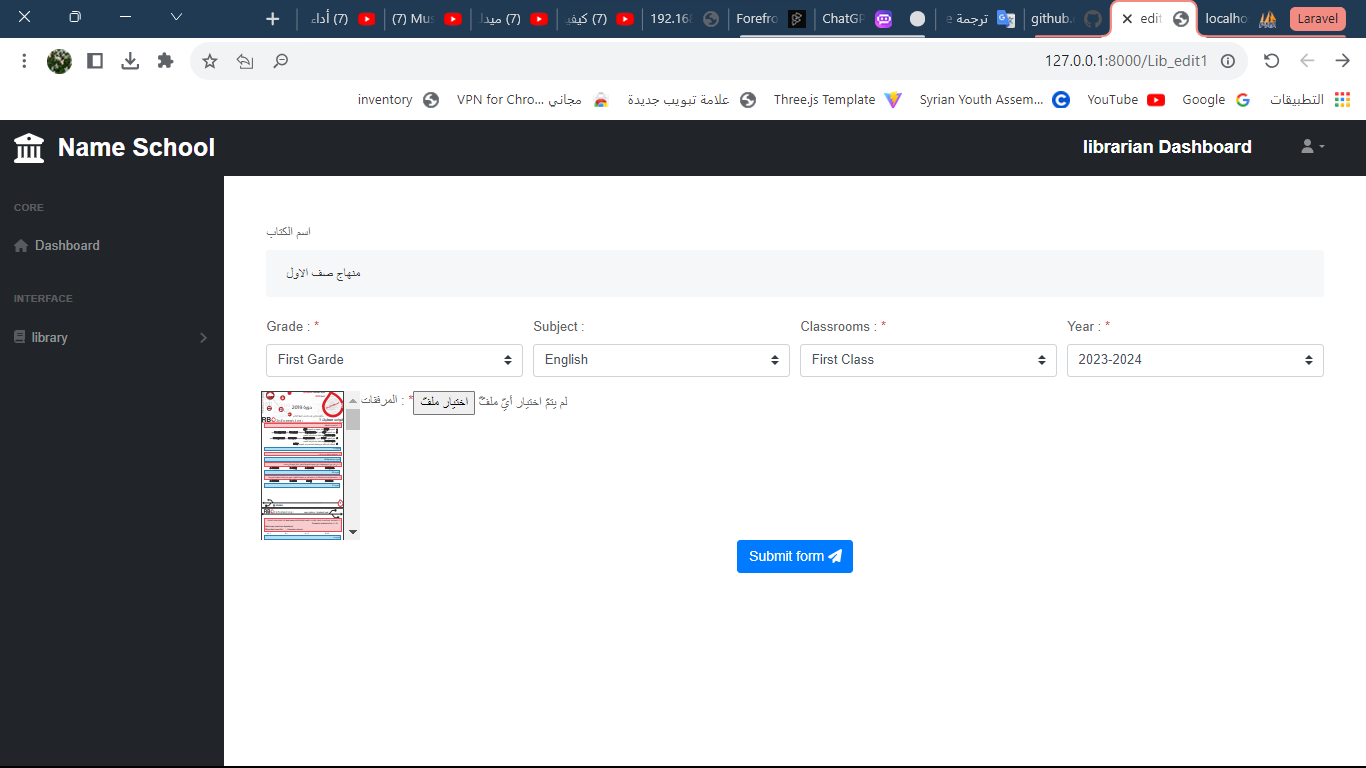 (7) أداء
(7) Mus
(7) ميدا
(7) كيفي
192.168
Forefro
ChatGP
ترجمة
github.
edit
localho
Laravel
127.0.0.1:8000/Lib_edit1
inventory
VPN for Chro... مجاني
علامة تبويب جديدة
Three.js Template
Syrian Youth Assem...
YouTube
Google
التطبيقات
Name School
librarian Dashboard
CORE
Dashboard
INTERFACE
library
اسم الكتاب
منهاج صف الاول
Grade : *
Subject :
Classrooms : *
Year : *
First Garde
English
First Class
2023-2024
المرفقات : *
اختيار ملف
لم يتم اختيار أي ملف
Submit form